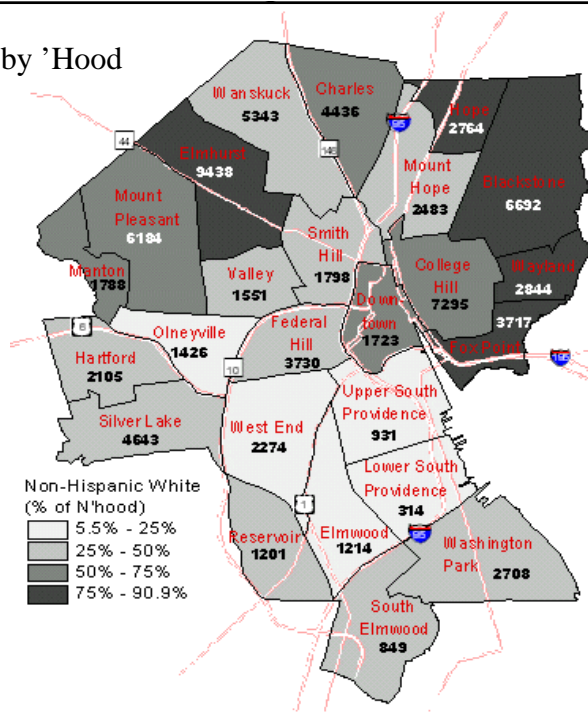 by ’Hood
Wanskuck
5343
Charles
4436
95
Hope
2764
44
146
Elmhurst
9438
Mount
Hope
2483
Blackstone
6692
Mount
Pleasant
6184
Smith
Hill
1798
College
Hill
7295
Wayland
2844
Manton
1788
Valley
1551
Down
town
1723
3717
Fox Point
195
6
Olneyville
1426
Federal
Hill
3730
Hartford
2105
10
Upper South
Providence
931
Silver Lake
4643
West End
2274
Lower South
Providence
314
Non-Hispanic White
(% of N'hood)
5.5% - 25%
25% - 50%
50% - 75%
75% - 90.9%
1
Reservoir
1201
Elmwood
1214
95
Washington
Park 2708
South
Elmwood
849